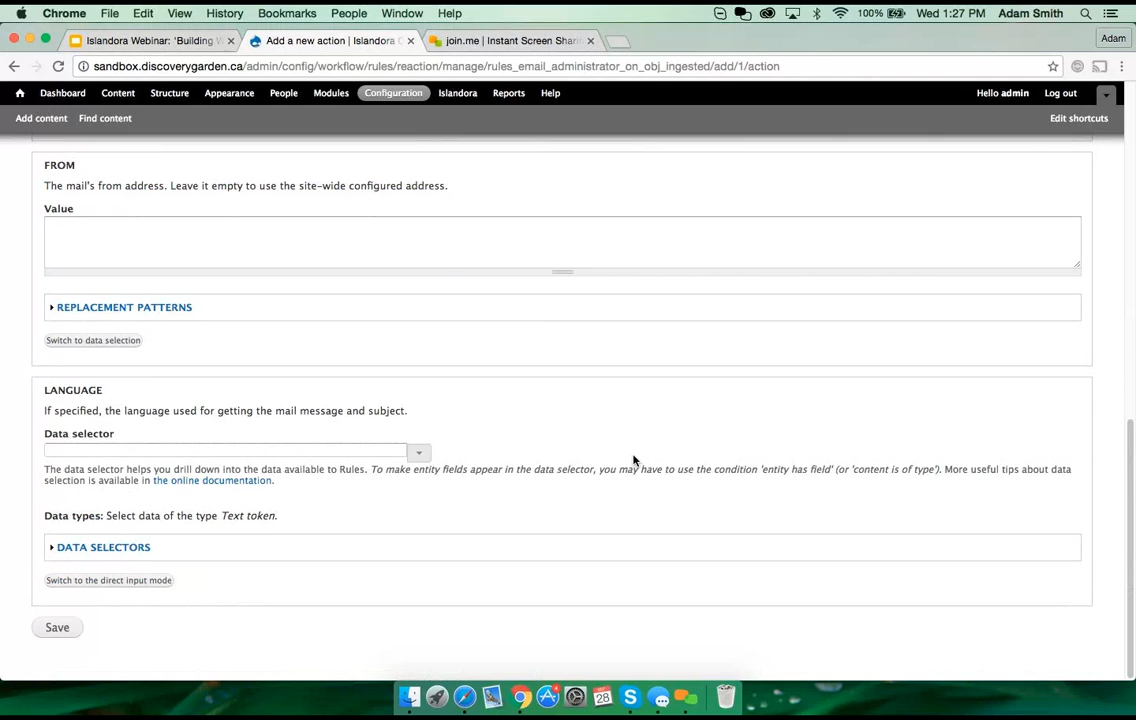 Chrome File Edit View History Bookmarks People Window Help 100% Wed 1:27 PM Adam Smith
Islandora Webinar: 'Building W Add a new action | Islandora join.me | Instant Screen Sharin Adam
sandbox.discoverygarden.ca/admin/config/workflow/rules/reaction/manage/rules_email_administrator_on_obj_ingested/add/1/action
Dashboard Content Structure Appearance People Modules Configuration Islandora Reports Help Hello admin Log out
Add content Find content Edit shortcuts
FROM
The mail's from address. Leave it empty to use the site-wide configured address.
Value
REPLACEMENT PATTERNS
Switch to data selection
LANGUAGE
If specified, the language used for getting the mail message and subject.
Data selector
The data selector helps you drill down into the data available to Rules. To make entity fields appear in the data selector, you may have to use the condition 'entity has field' (or 'content is of type'). More useful tips about data
selection is available in the online documentation.
Data types: Select data of the type Text token.
DATA SELECTORS
Switch to the direct input mode
Save
28